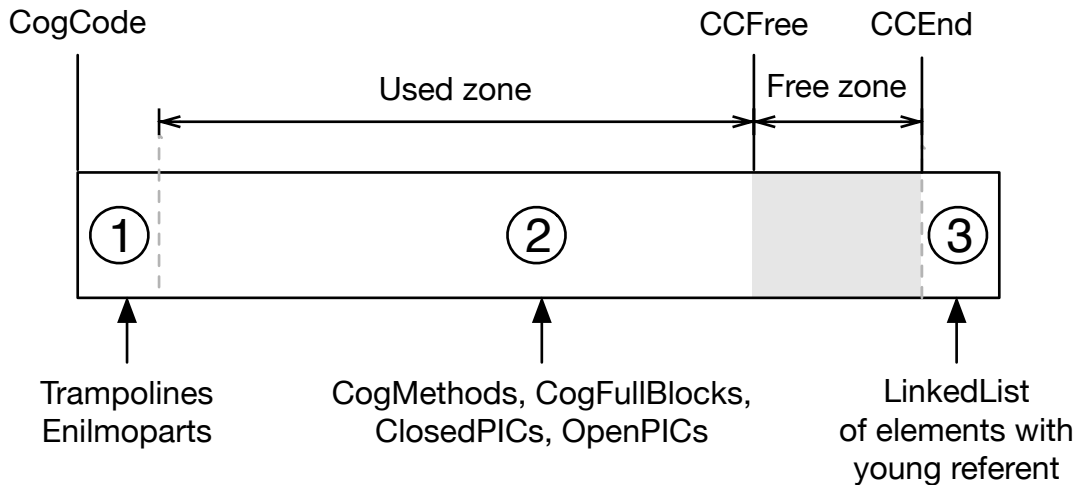 CogCode
CCFree
CCEnd
Used zone
Free zone
1
2
3
Trampolines
Enilmoparts
CogMethods, CogFullBlocks,
ClosedPICs, OpenPICs
LinkedList
of elements with
young referent